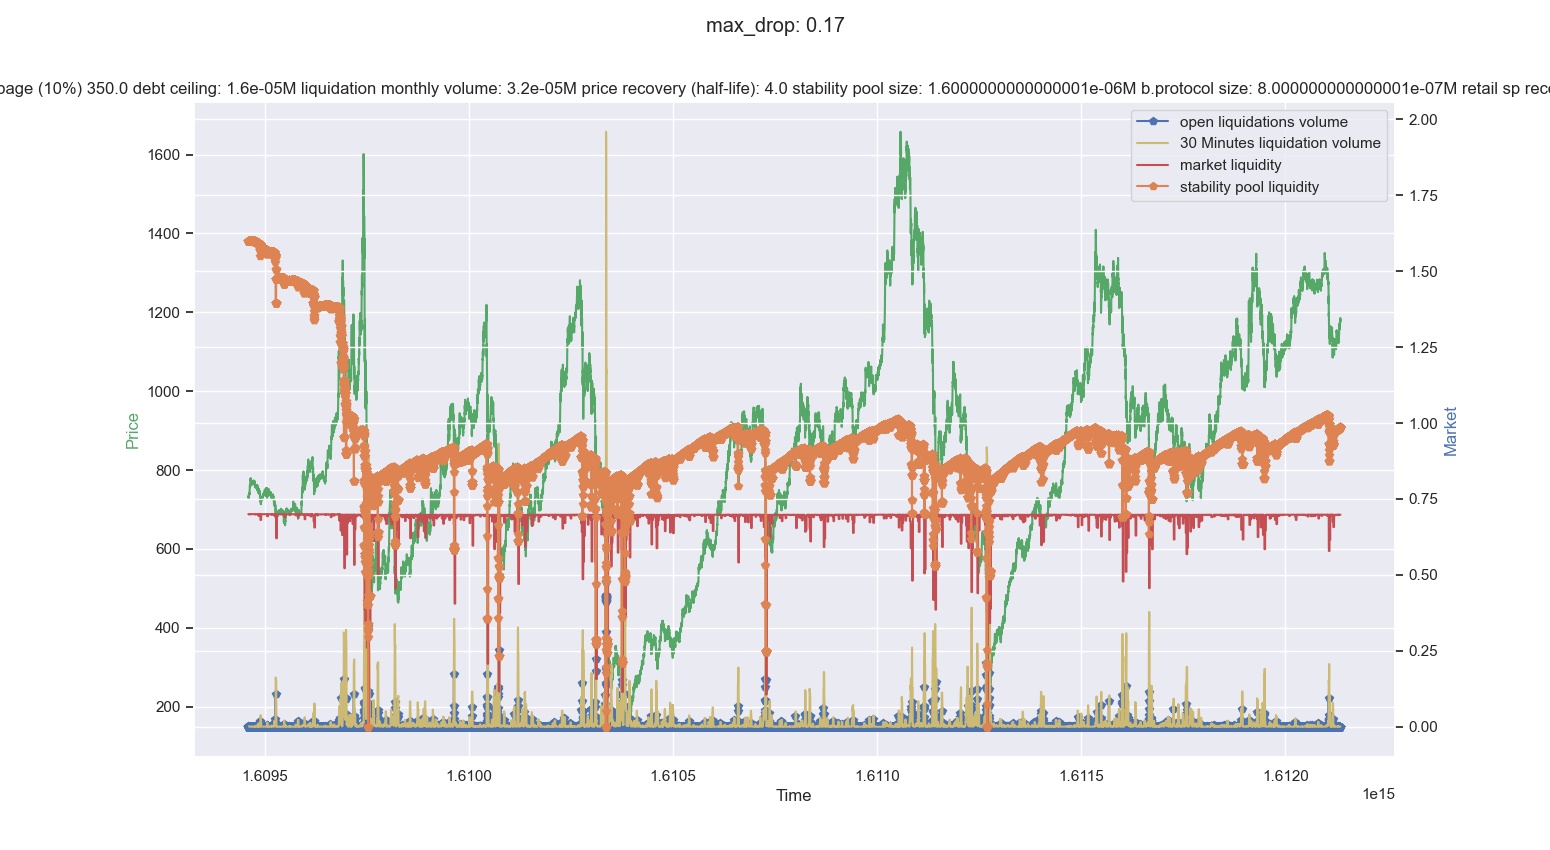 max_drop: 0.17
page (10%) 350.0 debt ceiling: 1.6e-05M liquidation monthly volume: 3.2e-05M price recovery (half-life): 4.0 stability pool size: 1.6000000000000001e-06M b.protocol size: 8.000000000000001e-07M retail sp reco
open liquidations volume
30 Minutes liquidation volume
market liquidity
stability pool liquidity
1600
1400
1200
1000
800
600
400
200
Price
2.00
1.75
1.50
1.25
1.00
0.75
0.50
0.25
0.00
Market
1.6095 1.6100 1.6105 1.6110 1.6115 1.6120
Time
1e15